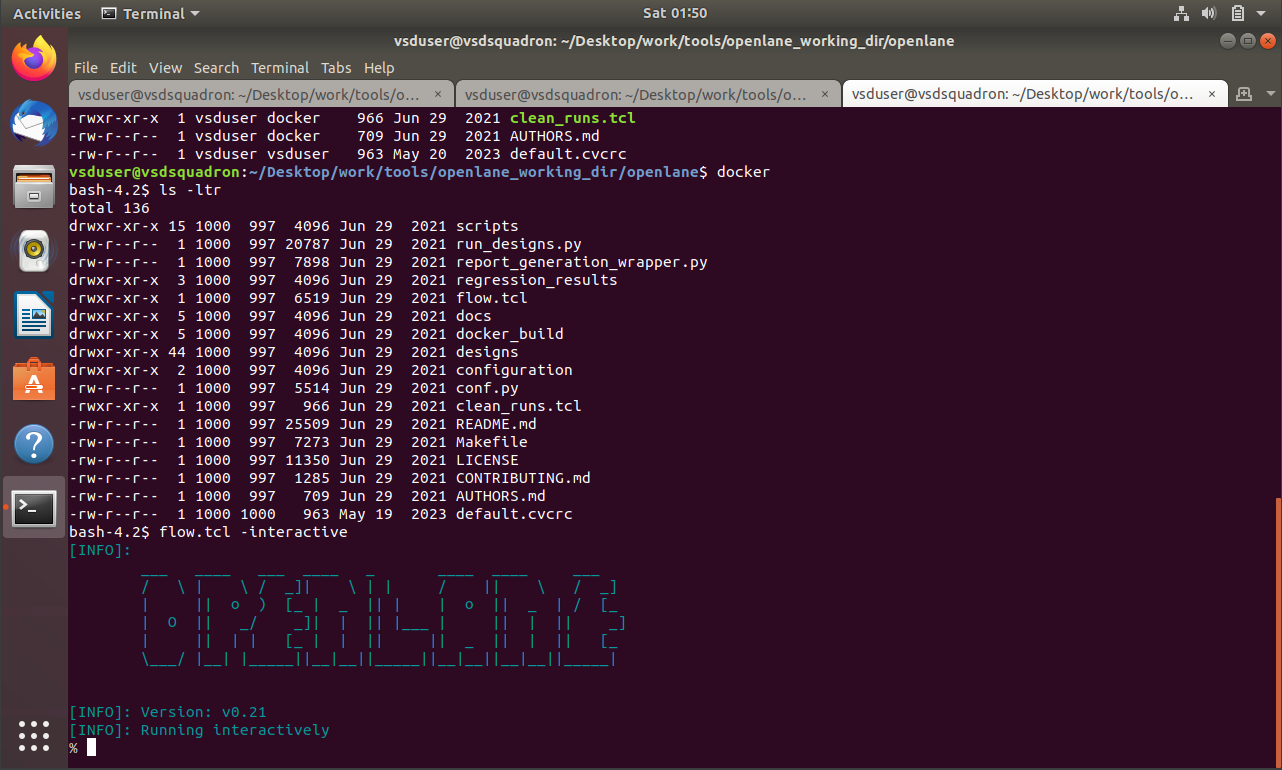 Activities Terminal Sat 01:50
vsduser@vsdsquadron: ~/Desktop/work/tools/openlane_working_dir/openlane
File Edit View Search Terminal Tabs Help
vsduser@vsdsquadron: ~/Desktop/work/tools/o... × vsduser@vsdsquadron: ~/Desktop/work/tools/o... × vsduser@vsdsquadron: ~/Desktop/work/tools/o... ×
-rwxr-xr-x  1 vsduser docker    966 Jun 29  2021 clean_runs.tcl
-rw-r--r--  1 vsduser docker    709 Jun 29  2021 AUTHORS.md
-rw-r--r--  1 vsduser vsduser   963 May 20  2023 default.cvcrc
vsduser@vsdsquadron:~/Desktop/work/tools/openlane_working_dir/openlane$ docker
bash-4.2$ ls -ltr
total 136
drwxr-xr-x 15 1000  997  4096 Jun 29  2021 scripts
-rw-r--r--  1 1000  997 20787 Jun 29  2021 run_designs.py
-rw-r--r--  1 1000  997  7898 Jun 29  2021 report_generation_wrapper.py
drwxr-xr-x  3 1000  997  4096 Jun 29  2021 regression_results
-rwxr-xr-x  1 1000  997  6519 Jun 29  2021 flow.tcl
drwxr-xr-x  5 1000  997  4096 Jun 29  2021 docs
drwxr-xr-x  5 1000  997  4096 Jun 29  2021 docker_build
drwxr-xr-x 44 1000  997  4096 Jun 29  2021 designs
drwxr-xr-x  2 1000  997  4096 Jun 29  2021 configuration
-rw-r--r--  1 1000  997  5514 Jun 29  2021 conf.py
-rwxr-xr-x  1 1000  997   966 Jun 29  2021 clean_runs.tcl
-rw-r--r--  1 1000  997 25509 Jun 29  2021 README.md
-rw-r--r--  1 1000  997  7273 Jun 29  2021 Makefile
-rw-r--r--  1 1000  997 11350 Jun 29  2021 LICENSE
-rw-r--r--  1 1000  997  1285 Jun 29  2021 CONTRIBUTING.md
-rw-r--r--  1 1000  997   709 Jun 29  2021 AUTHORS.md
-rw-r--r--  1 1000 1000   963 May 19  2023 default.cvcrc
bash-4.2$ flow.tcl -interactive
[INFO]:
OPENLANE
[INFO]: Version: v0.21
[INFO]: Running interactively
%